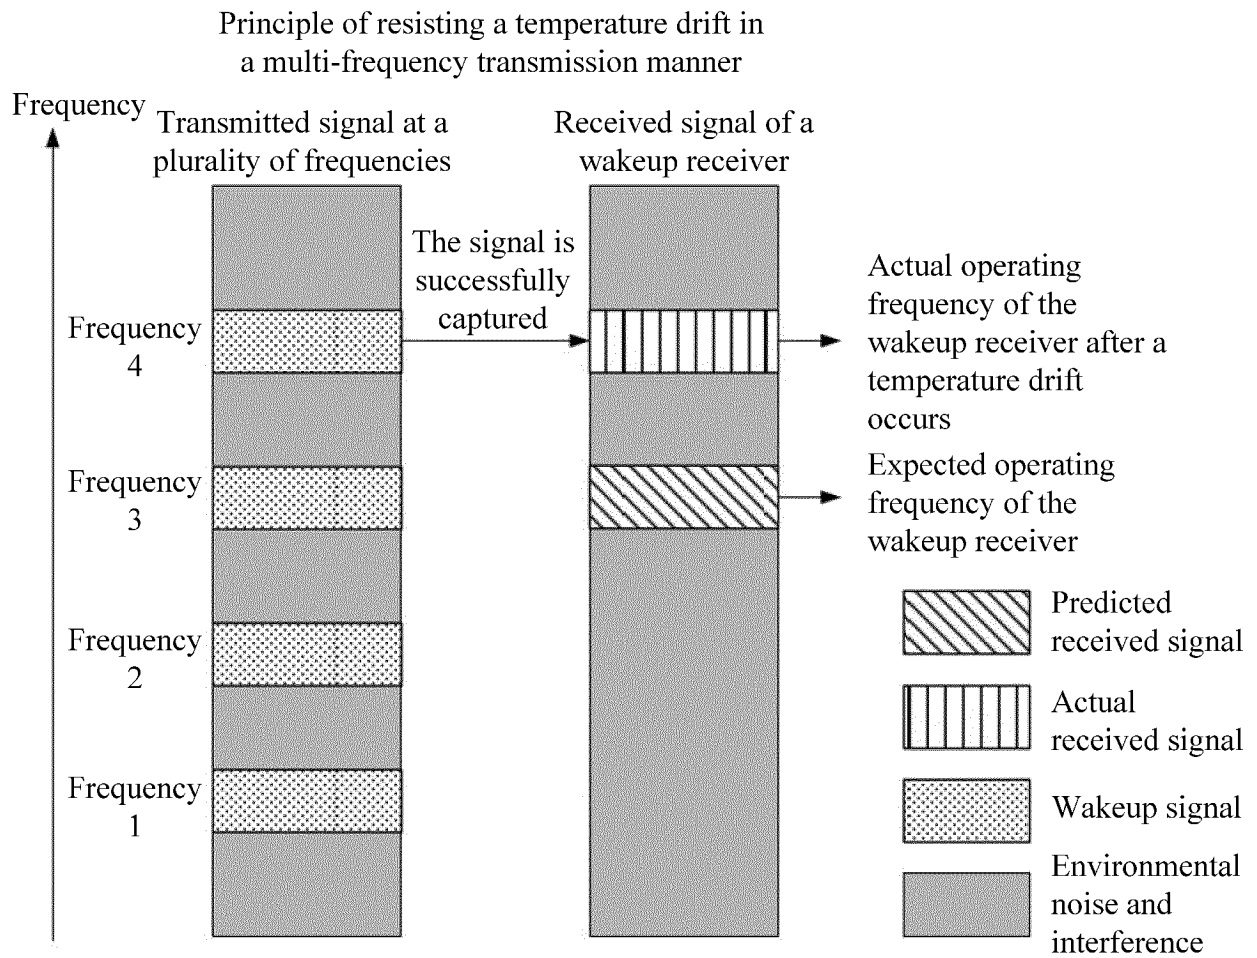 Principle of resisting a temperature drift in
a multi-frequency transmission manner
Frequency
Transmitted signal at a
plurality of frequencies
Received signal of a
wakeup receiver
The signal is
successfully
captured
Frequency
4
Frequency
3
Frequency
2
Frequency
1
Actual operating
frequency of the
wakeup receiver after a
temperature drift
occurs
Expected operating
frequency of the
wakeup receiver
Predicted
received signal
Actual
received signal
Wakeup signal
Environmental
noise and
interference